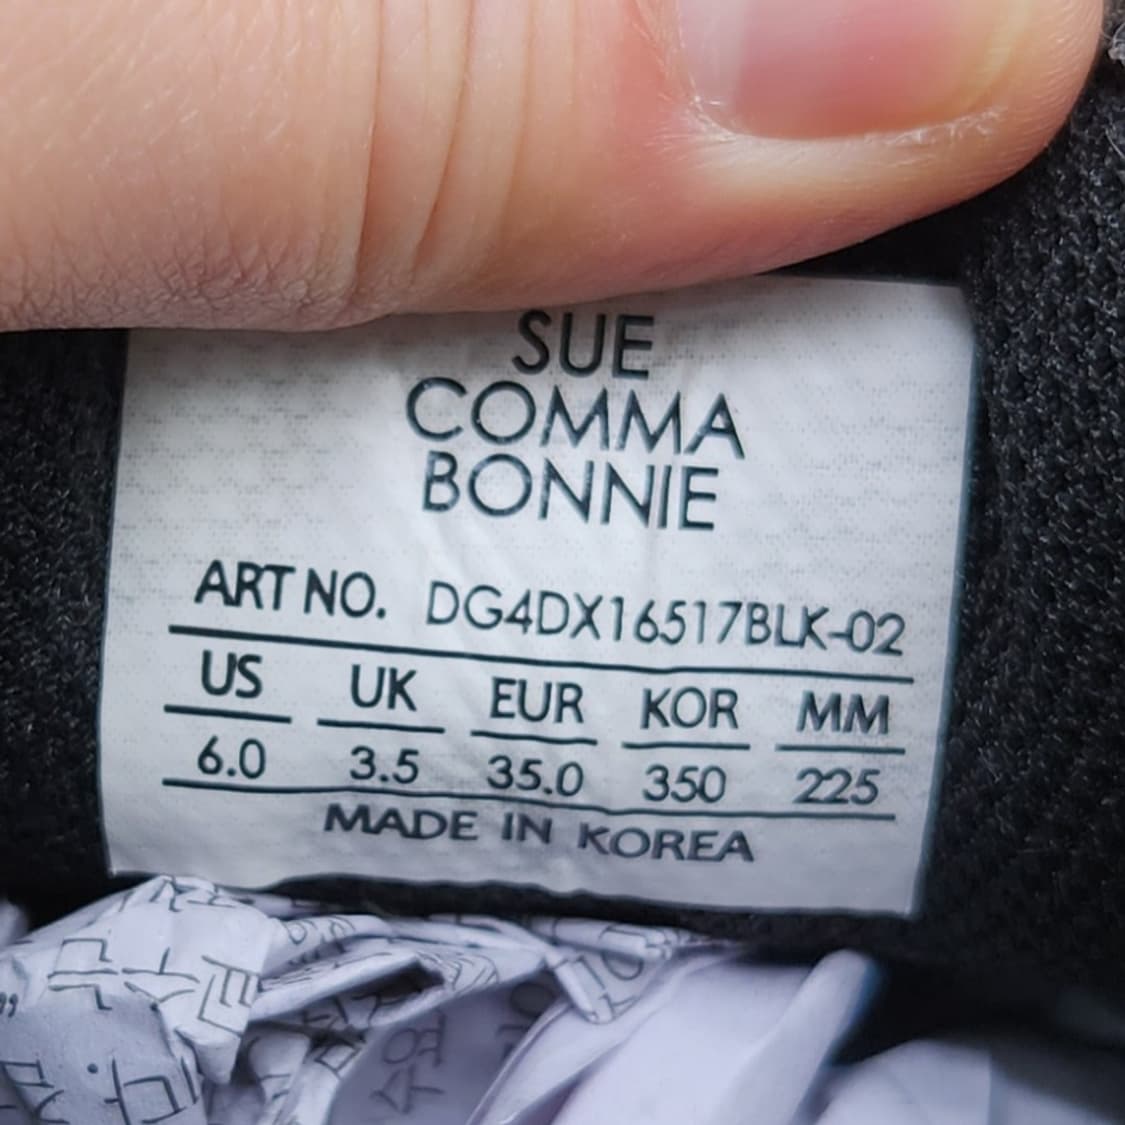 SUE
COMMA
BONNIE
ART NO. DG4DX16517BLK-02
US UK EUR KOR MM
6.0 3.5 35.0 350 225
MADE IN KOREA